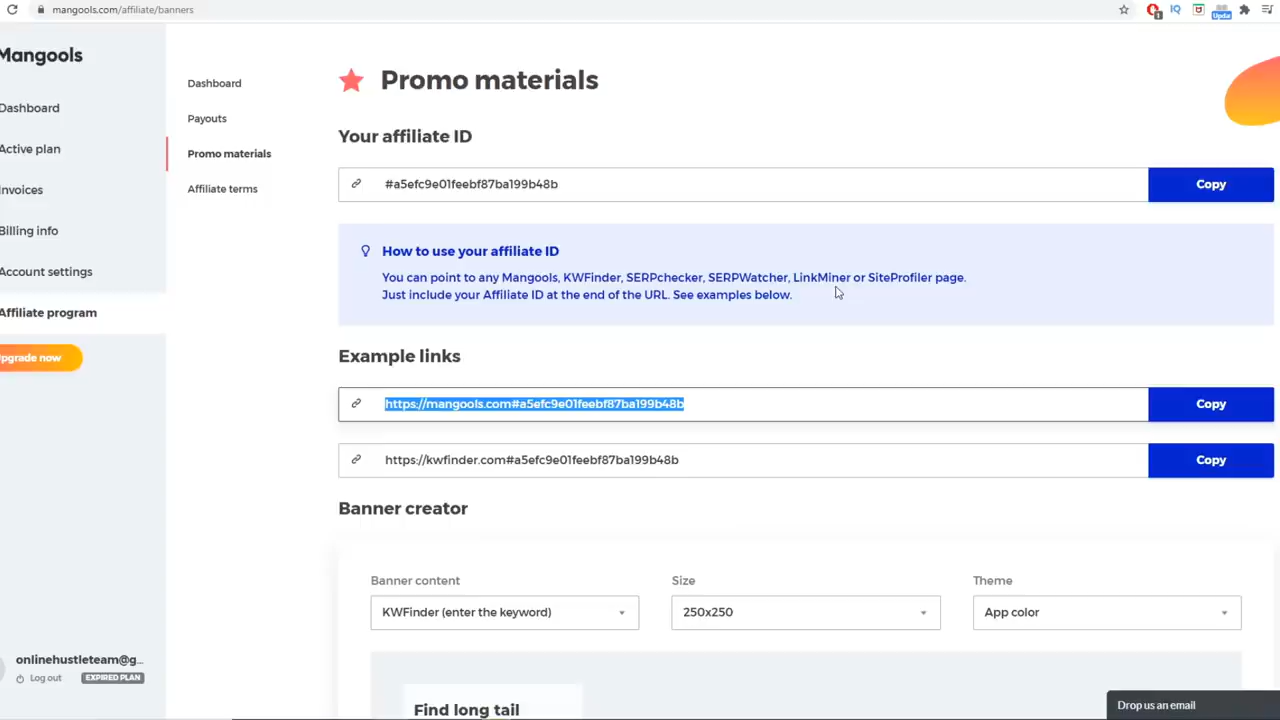 mangools.com/affiliate/banners
1
IQ
Upda
Mangools
Dashboard
Active plan
Invoices
Billing info
Account settings
Affiliate program
Upgrade now
onlinehustleteam@g...
Log out
EXPIRED PLAN
Dashboard
Payouts
Promo materials
Affiliate terms
Promo materials
Your affiliate ID
#a5efc9e01feebf87ba199b48b
Copy
How to use your affiliate ID
You can point to any Mangools, KWFinder, SERPchecker, SERPWatcher, LinkMiner or SiteProfiler page.
Just include your Affiliate ID at the end of the URL. See examples below.
Example links
https://mangools.com#a5efc9e01feebf87ba199b48b
Copy
https://kwfinder.com#a5efc9e01feebf87ba199b48b
Copy
Banner creator
Banner content
Size
Theme
KWFinder (enter the keyword)
250x250
App color
Find long tail
Drop us an email